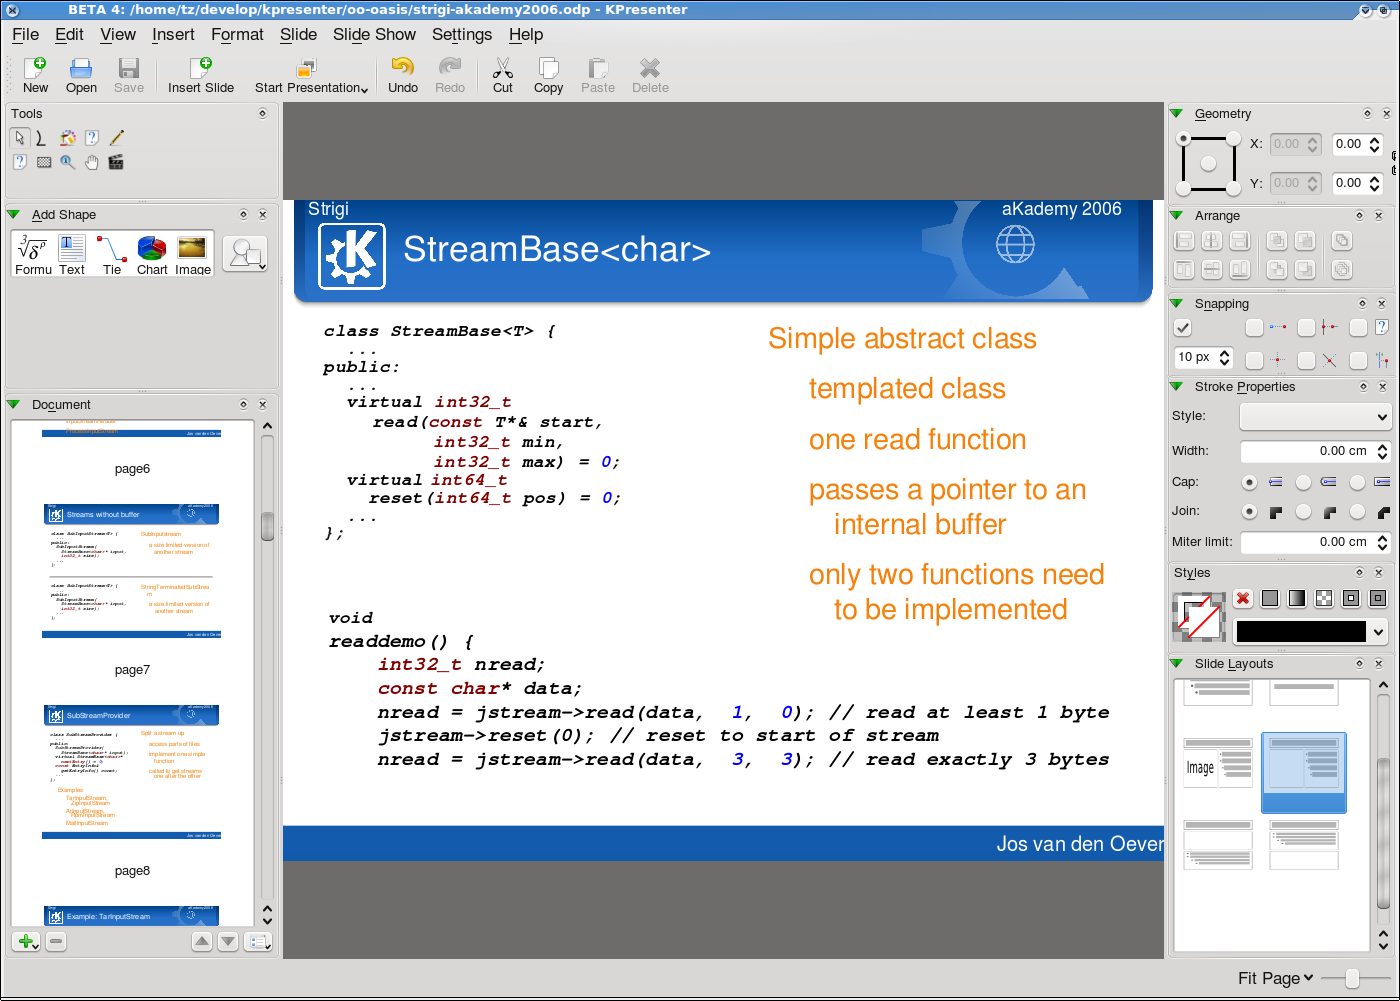 BETA 4: /home/tz/develop/kpresenter/oo-oasis/strigi-akademy2006.odp - KPresenter
File Edit View Insert Format Slide Slide Show Settings Help
New Open Save Insert Slide Start Presentation Undo Redo Cut Copy Paste Delete
Tools
Add Shape
Formu Text Tie Chart Image
Document
page6
Streams without buffer
page7
SubStreamProvider
page8
Example: TarInputStream
Strigi aKademy 2006
StreamBase<char>
class StreamBase<T> {
...
public:
...
virtual int32_t
read(const T*& start,
int32_t min,
int32_t max) = 0;
virtual int64_t
reset(int64_t pos) = 0;
...
};
Simple abstract class
templated class
one read function
passes a pointer to an
internal buffer
only two functions need
to be implemented
void
readdemo() {
int32_t nread;
const char* data;
nread = jstream->read(data, 1, 0); // read at least 1 byte
jstream->reset(0); // reset to start of stream
nread = jstream->read(data, 3, 3); // read exactly 3 bytes
Jos van den Oever
Geometry
X: 0.00 0.00
Y: 0.00 0.00
Arrange
Snapping
10 px
Stroke Properties
Style:
Width: 0.00 cm
Cap:
Join:
Miter limit: 0.00 cm
Styles
Slide Layouts
Image
Fit Page